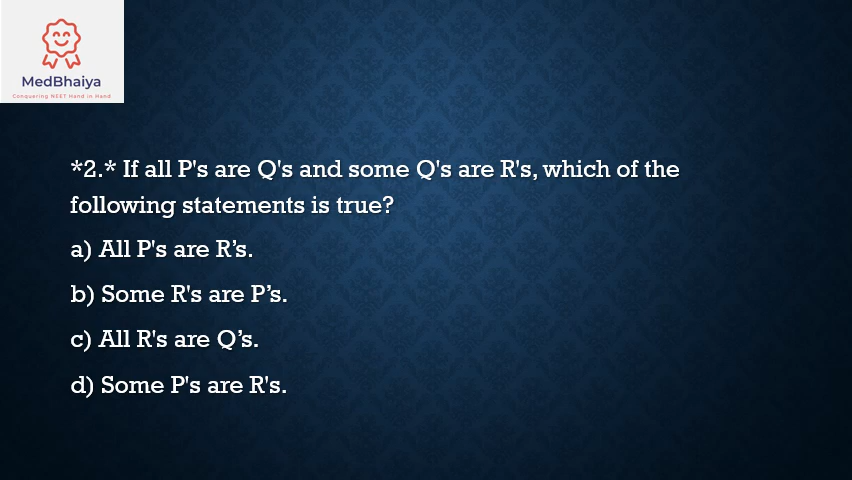 MedBhaiya
Conquering NEET Hand in Hand
*2.* If all P's are Q's and some Q's are R's, which of the
following statements is true?
a) All P's are R’s.
b) Some R's are P’s.
c) All R's are Q’s.
d) Some P's are R's.